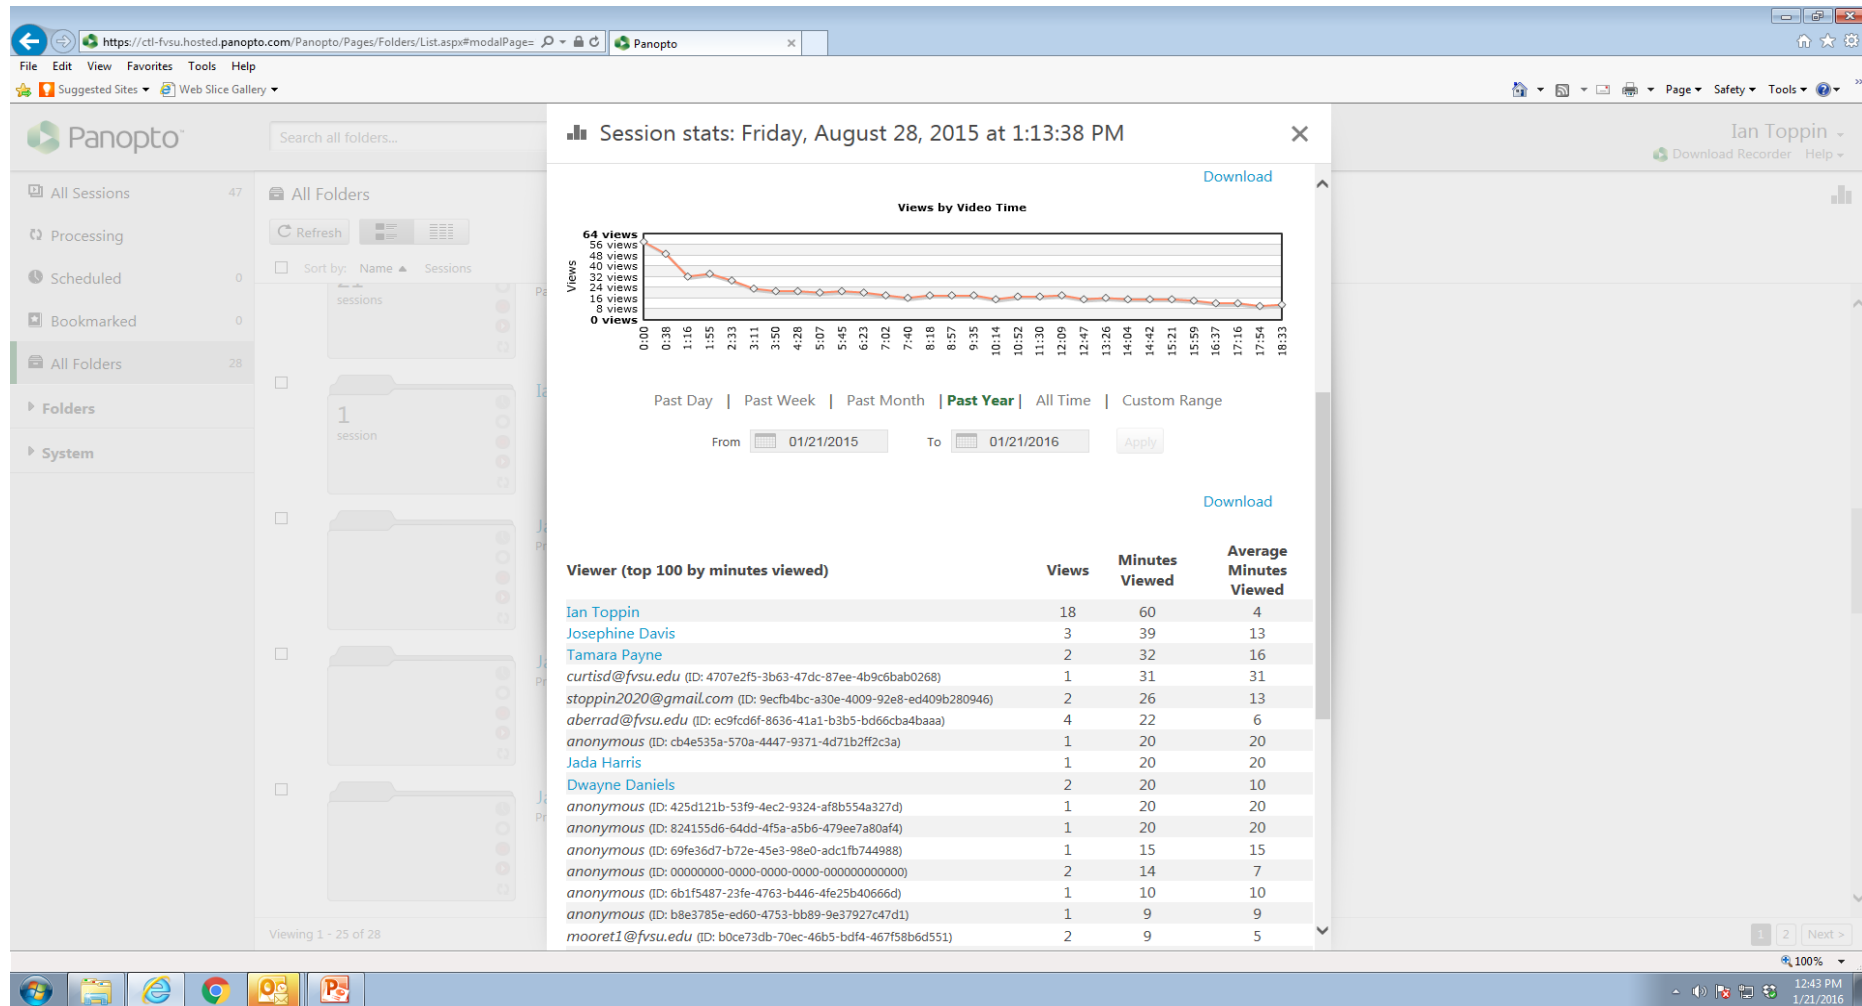 https://ctl-fvsu.hosted.panopto.com/Panopto/Pages/Folders/List.aspx#modalPage= Panopto
File Edit View Favorites Tools Help
Suggested Sites Web Slice Gallery Page Safety Tools
Panopto Search all folders... Session stats: Friday, August 28, 2015 at 1:13:38 PM Ian Toppin
Download Recorder Help
All Sessions 47
Processing
Scheduled 0
Bookmarked 0
All Folders 28
Folders
System
All Folders
Refresh
Sort by: Name Sessions
sessions
1
session
Viewing 1 - 25 of 28
Download
Views by Video Time
Views
64 views
56 views
48 views
40 views
32 views
24 views
16 views
8 views
0 views
0:00 0:38 1:16 1:55 2:33 3:11 3:50 4:28 5:07 5:45 6:23 7:02 7:40 8:18 8:57 9:35 10:14 10:52 11:30 12:09 12:47 13:26 14:04 14:42 15:21 15:59 16:37 17:16 17:54 18:33
Past Day | Past Week | Past Month | Past Year | All Time | Custom Range
From 01/21/2015 To 01/21/2016 Apply
Download
Viewer (top 100 by minutes viewed) Views Minutes Viewed Average Minutes Viewed
Ian Toppin 18 60 4
Josephine Davis 3 39 13
Tamara Payne 2 32 16
curtisd@fvsu.edu (ID: 4707e2f5-3b63-47dc-87ee-4b9c6bab0268) 1 31 31
stoppin2020@gmail.com (ID: 9ecfb4bc-a30e-4009-92e8-ed409b280946) 2 26 13
aberrad@fvsu.edu (ID: ec9fcd6f-8636-41a1-b3b5-bd66cba4baaa) 4 22 6
anonymous (ID: cb4e535a-570a-4447-9371-4d71b2ff2c3a) 1 20 20
Jada Harris 1 20 20
Dwayne Daniels 2 20 10
anonymous (ID: 425d121b-53f9-4ec2-9324-af8b554a327d) 1 20 20
anonymous (ID: 824155d6-64dd-4f5a-a5b6-479ee7a80af4) 1 20 20
anonymous (ID: 69fe36d7-b72e-45e3-98e0-adc1fb744988) 1 15 15
anonymous (ID: 00000000-0000-0000-0000-000000000000) 2 14 7
anonymous (ID: 6b1f5487-23fe-4763-b446-4fe25b40666d) 1 10 10
anonymous (ID: b8e3785e-ed60-4753-bb89-9e37927c47d1) 1 9 9
mooret1@fvsu.edu (ID: b0ce73db-70ec-46b5-bdf4-467f58b6d551) 2 9 5
1 2 Next >
100%
12:43 PM
1/21/2016